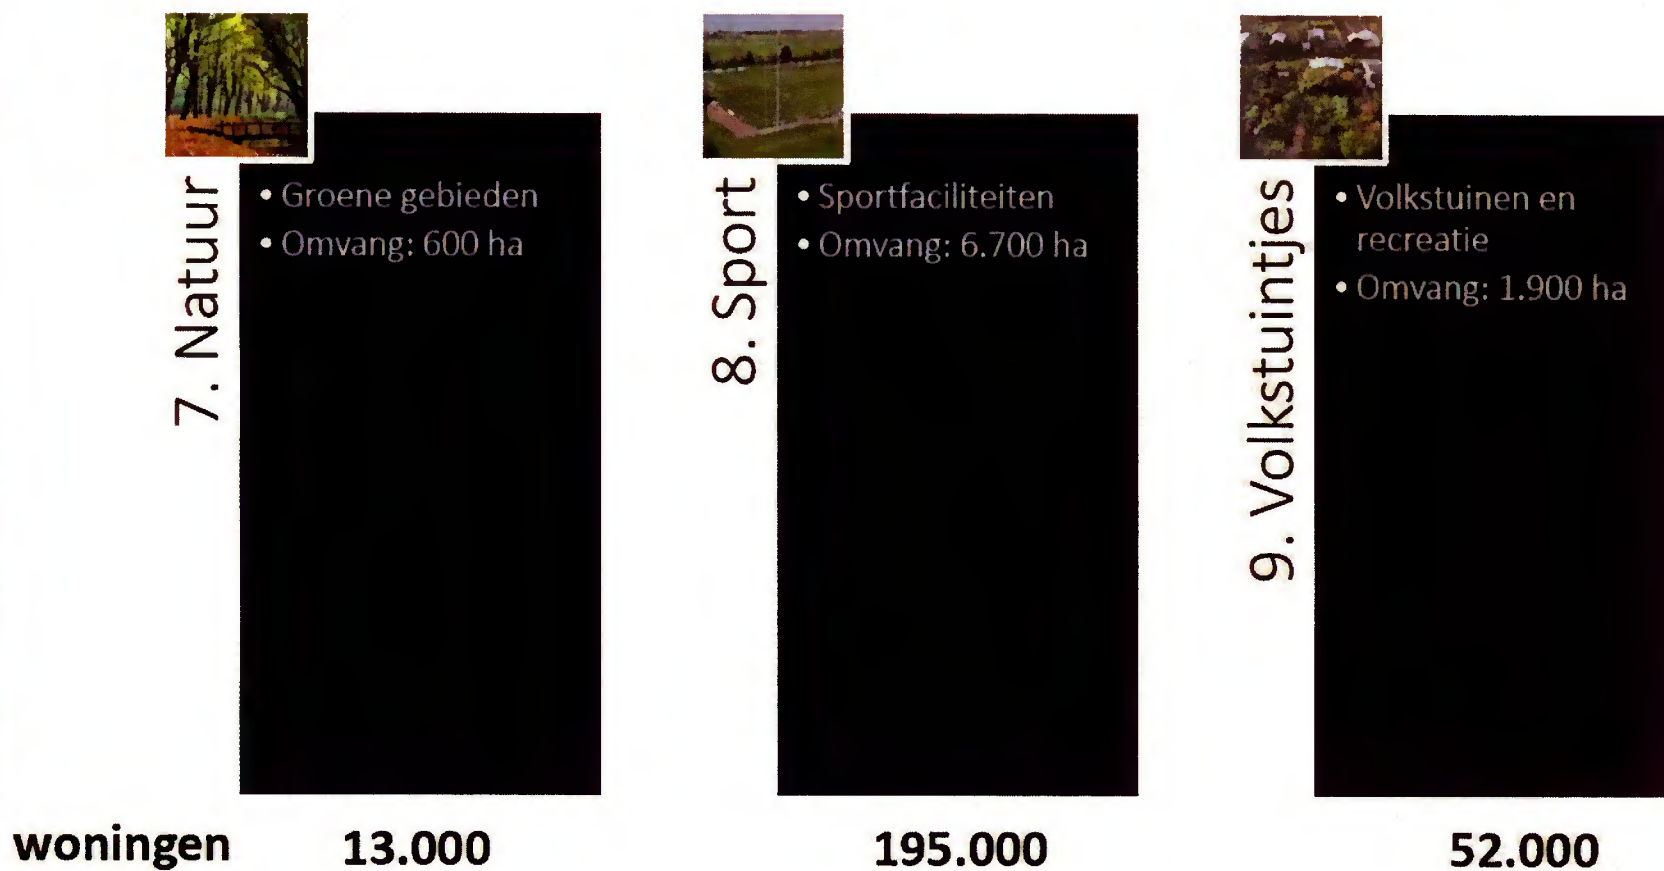 7. Natuur
• Groene gebieden
• Omvang: 600 ha
8. Sport
• Sportfaciliteiten
• Omvang: 6.700 ha
9. Volkstuintjes
• Volkstuinen en
recreatie
• Omvang: 1.900 ha
woningen 13.000 195.000 52.000